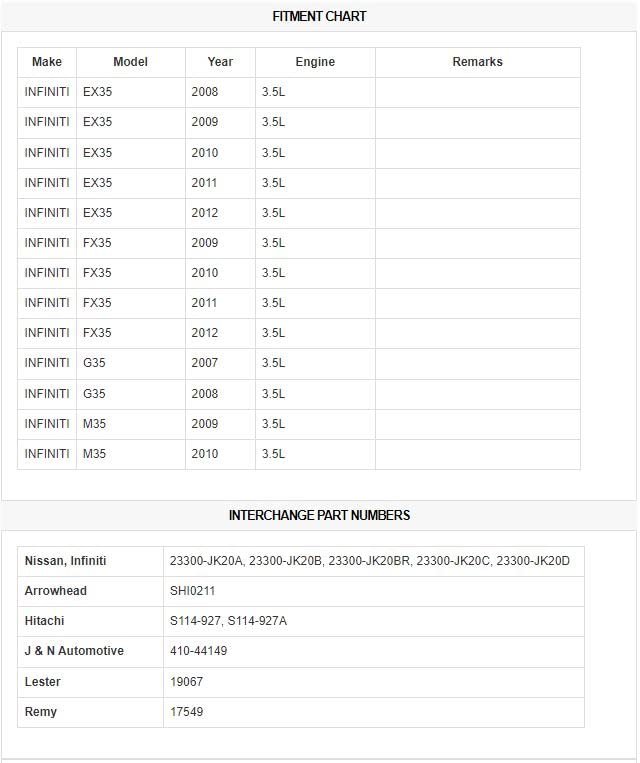 FITMENT CHART
Make Model Year Engine Remarks
INFINITI EX35 2008 3.5L
INFINITI EX35 2009 3.5L
INFINITI EX35 2010 3.5L
INFINITI EX35 2011 3.5L
INFINITI EX35 2012 3.5L
INFINITI FX35 2009 3.5L
INFINITI FX35 2010 3.5L
INFINITI FX35 2011 3.5L
INFINITI FX35 2012 3.5L
INFINITI G35 2007 3.5L
INFINITI G35 2008 3.5L
INFINITI M35 2009 3.5L
INFINITI M35 2010 3.5L
INTERCHANGE PART NUMBERS
Nissan, Infiniti 23300-JK20A, 23300-JK20B, 23300-JK20BR, 23300-JK20C, 23300-JK20D
Arrowhead SHI0211
Hitachi S114-927, S114-927A
J & N Automotive 410-44149
Lester 19067
Remy 17549